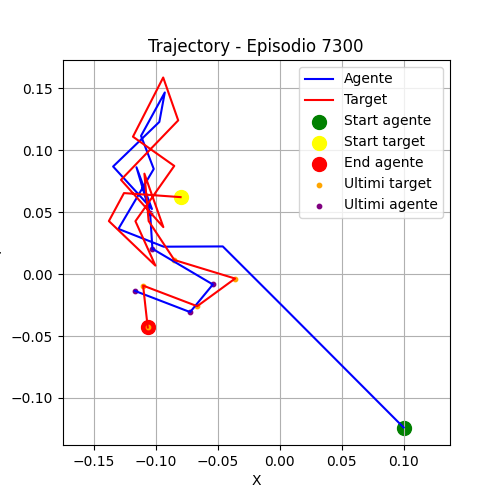 Trajectory - Episodio 7300
Agente
Target
Start agente
Start target
End agente
Ultimi target
Ultimi agente
0.15
0.10
0.05
0.00
−0.05
−0.10
−0.15
−0.10
−0.05
0.00
0.05
0.10
X